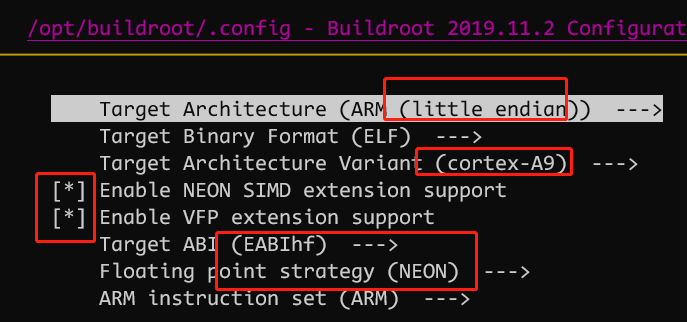 /opt/buildroot/.config - Buildroot 2019.11.2 Configurat
Target Architecture (ARM (little endian))  --->
Target Binary Format (ELF)  --->
Target Architecture Variant (cortex-A9)  --->
[*] Enable NEON SIMD extension support
[*] Enable VFP extension support
Target ABI (EABIhf)  --->
Floating point strategy (NEON)  --->
ARM instruction set (ARM)  --->